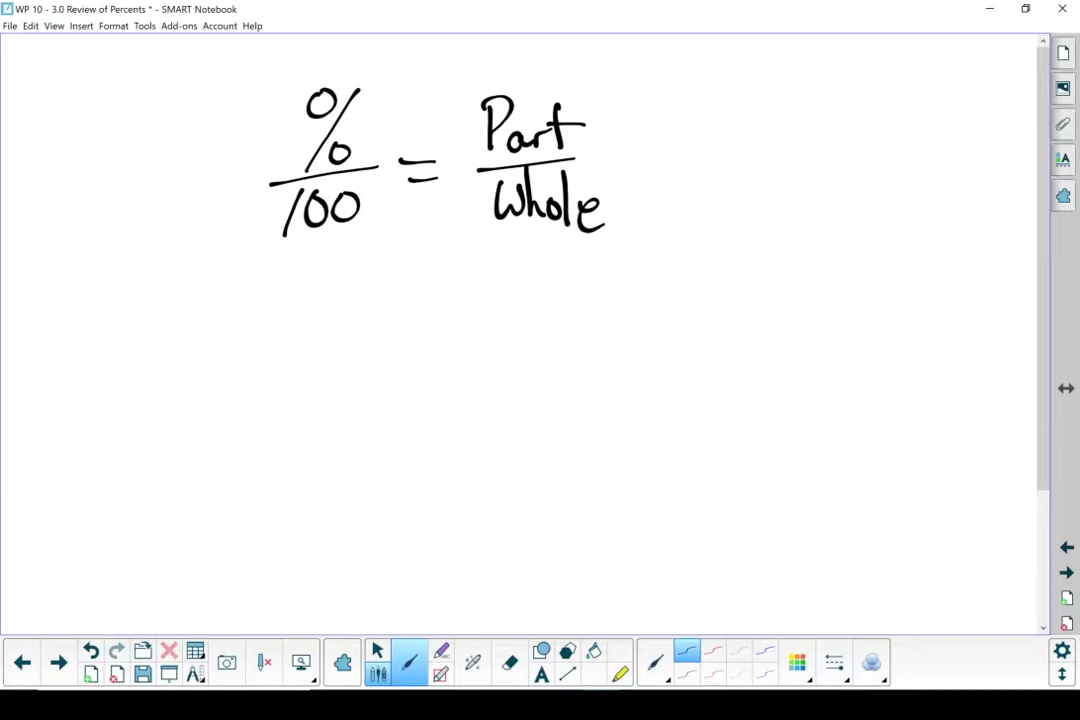 WP 10 - 3.0 Review of Percents * - SMART Notebook
File Edit View Insert Format Tools Add-ons Account Help
% / 100 = Part / Whole